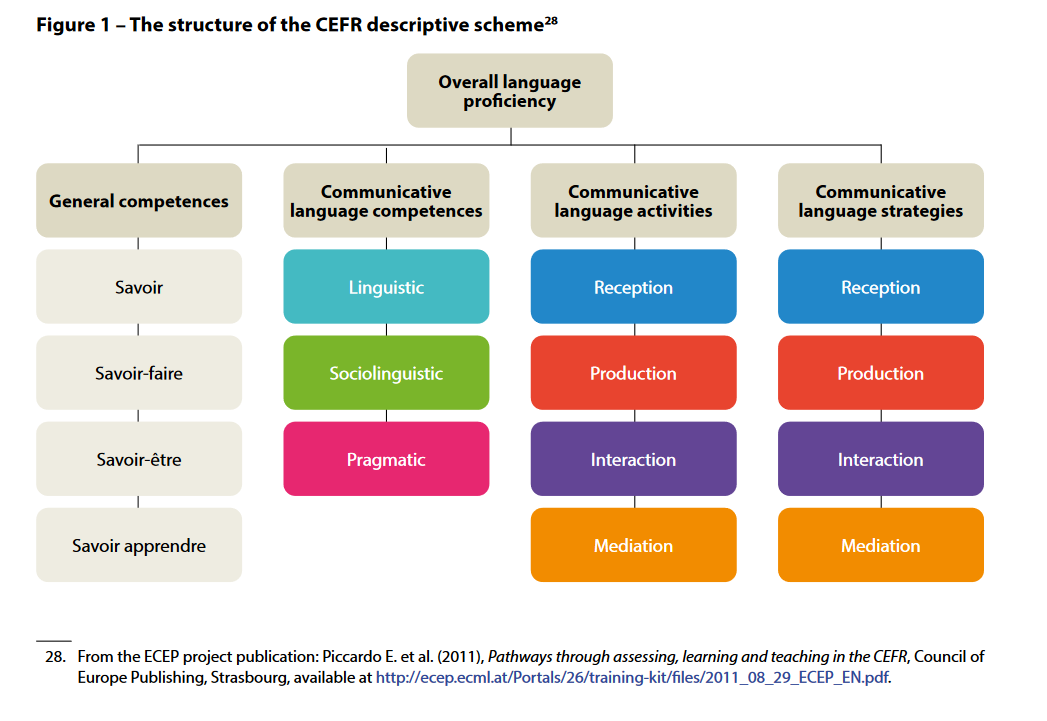 Figure 1 – The structure of the CEFR descriptive scheme28
Overall language
proficiency
General competences
Communicative
language competences
Communicative
language activities
Communicative
language strategies
Savoir
Linguistic
Reception
Reception
Savoir-faire
Sociolinguistic
Production
Production
Savoir-être
Pragmatic
Interaction
Interaction
Savoir apprendre
Mediation
Mediation
28. From the ECEP project publication: Piccardo E. et al. (2011), Pathways through assessing, learning and teaching in the CEFR, Council of
Europe Publishing, Strasbourg, available at http://ecep.ecml.at/Portals/26/training-kit/files/2011_08_29_ECEP_EN.pdf.